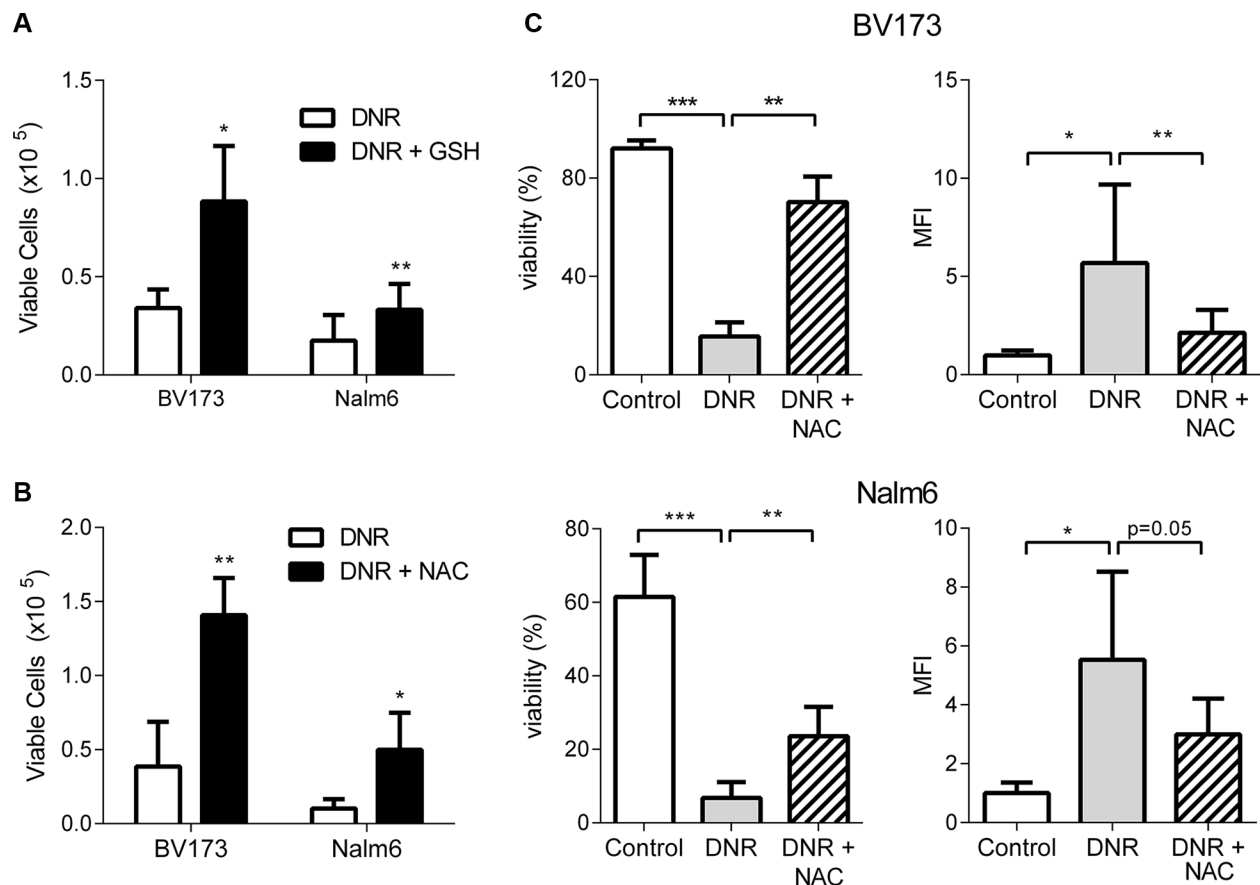 A
Viable Cells (x10 5)
1.5
1.0
0.5
0.0
DNR
DNR + GSH
*
**
BV173
Nalm6
B
Viable Cells (x10 5)
2.0
1.5
1.0
0.5
0.0
DNR
DNR + NAC
**
*
BV173
Nalm6
C
BV173
viability (%)
120
80
40
0
***
**
Control
DNR
DNR +
NAC
MFI
15
10
5
0
*
**
Control
DNR
DNR +
NAC
Nalm6
viability (%)
80
60
40
20
0
***
**
Control
DNR
DNR +
NAC
MFI
10
8
6
4
2
0
*
p=0.05
Control
DNR
DNR +
NAC